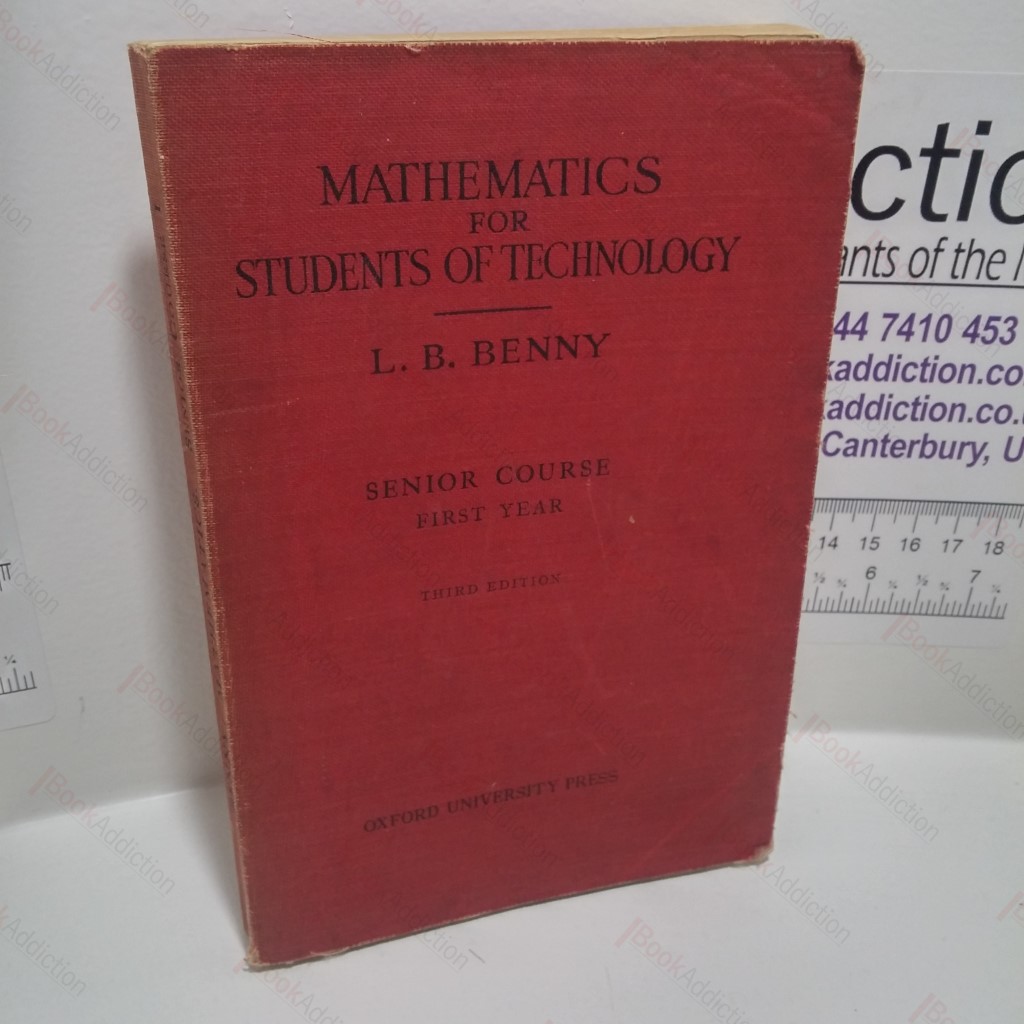 MATHEMATICS
FOR
STUDENTS OF TECHNOLOGY
L. B. BENNY
SENIOR COURSE
FIRST YEAR
THIRD EDITION
OXFORD UNIVERSITY PRESS
ctio
ants of the
44 7410 453
kaddiction.co
kaddiction.co.u
Canterbury, U
14 15 16 17 18
6 7
BookAddiction